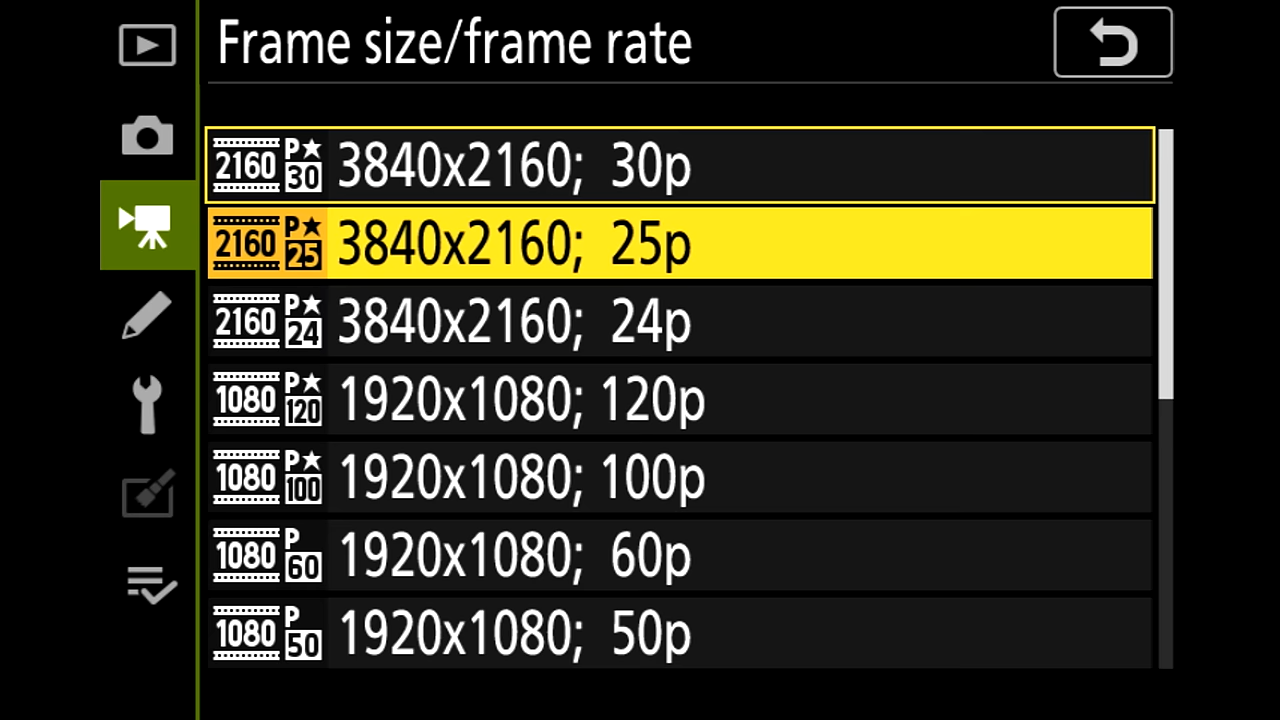 Frame size/frame rate
2160 P★ 30 3840x2160; 30p
2160 P★ 25 3840x2160; 25p
2160 P★ 24 3840x2160; 24p
1080 P★ 120 1920x1080; 120p
1080 P★ 100 1920x1080; 100p
1080 P 60 1920x1080; 60p
1080 P 50 1920x1080; 50p